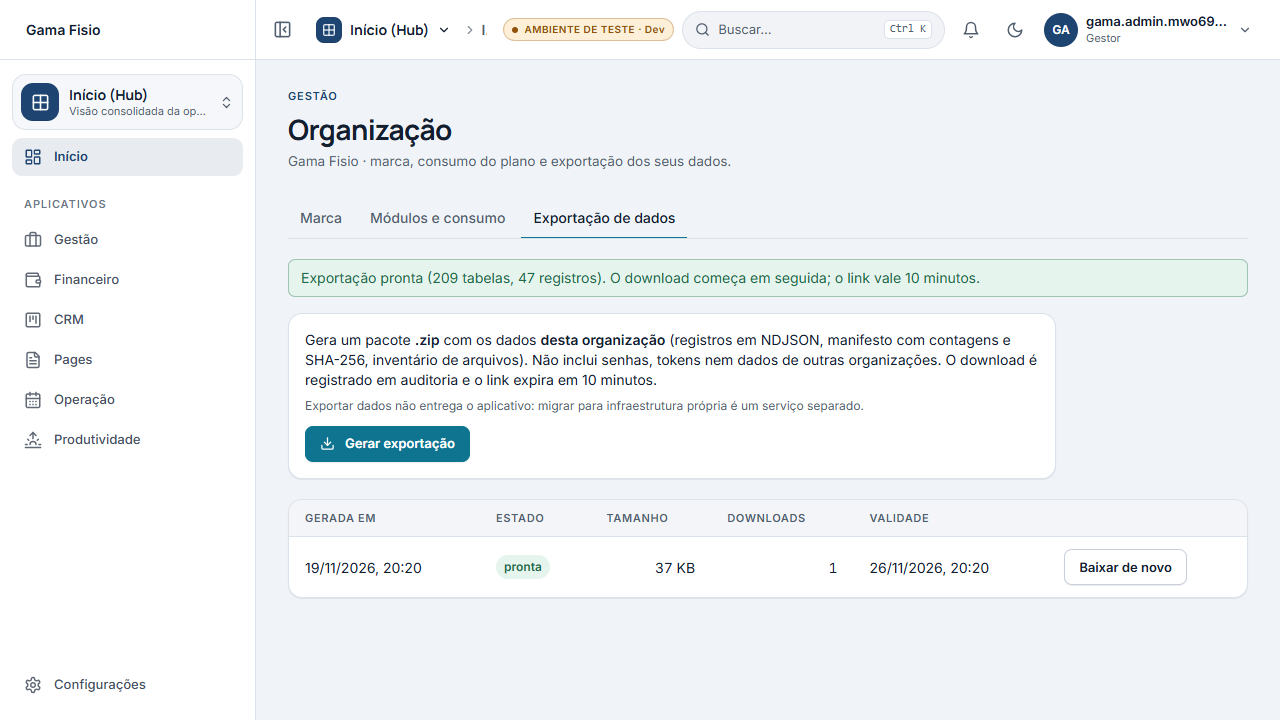 Gama Fisio
Início (Hub)
AMBIENTE DE TESTE · Dev
Buscar...
Ctrl K
GA
gama.admin.mwo69...
Gestor
Início (Hub)
Visão consolidada da op...
Início
APLICATIVOS
Gestão
Financeiro
CRM
Pages
Operação
Produtividade
Configurações
GESTÃO
Organização
Gama Fisio · marca, consumo do plano e exportação dos seus dados.
Marca Módulos e consumo Exportação de dados
Exportação pronta (209 tabelas, 47 registros). O download começa em seguida; o link vale 10 minutos.
Gera um pacote .zip com os dados desta organização (registros em NDJSON, manifesto com contagens e
SHA-256, inventário de arquivos). Não inclui senhas, tokens nem dados de outras organizações. O download é
registrado em auditoria e o link expira em 10 minutos.
Exportar dados não entrega o aplicativo: migrar para infraestrutura própria é um serviço separado.
Gerar exportação
GERADA EM ESTADO TAMANHO DOWNLOADS VALIDADE
19/11/2026, 20:20 pronta 37 KB 1 26/11/2026, 20:20 Baixar de novo